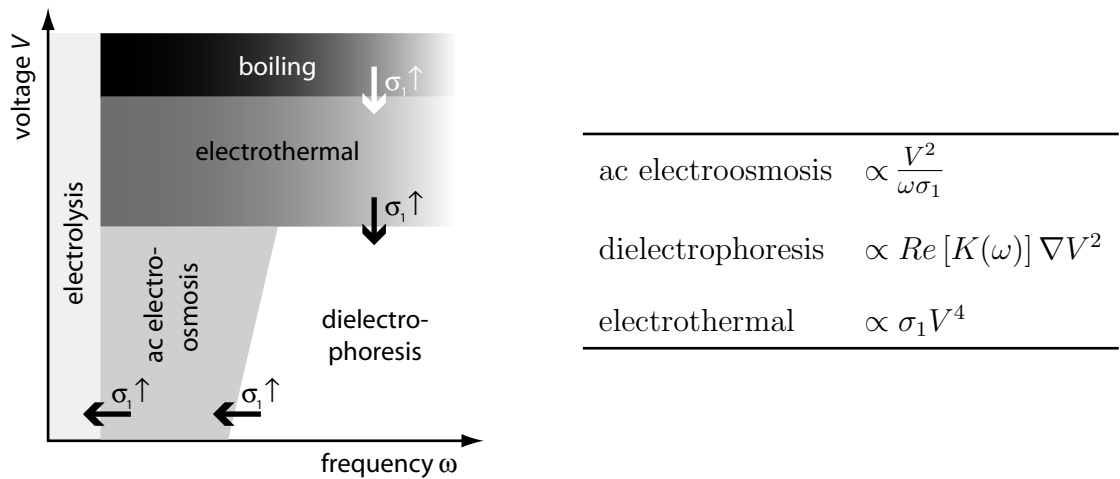 voltage V
boiling
σ₁↑
electrothermal
σ₁↑
electrolysis
ac electro-
osmosis
dielectro-
phoresis
σ₁↑
σ₁↑
frequency ω
ac electroosmosis ∝ V²/(ωσ₁)
dielectrophoresis ∝ Re [K(ω)] ∇V²
electrothermal ∝ σ₁V⁴